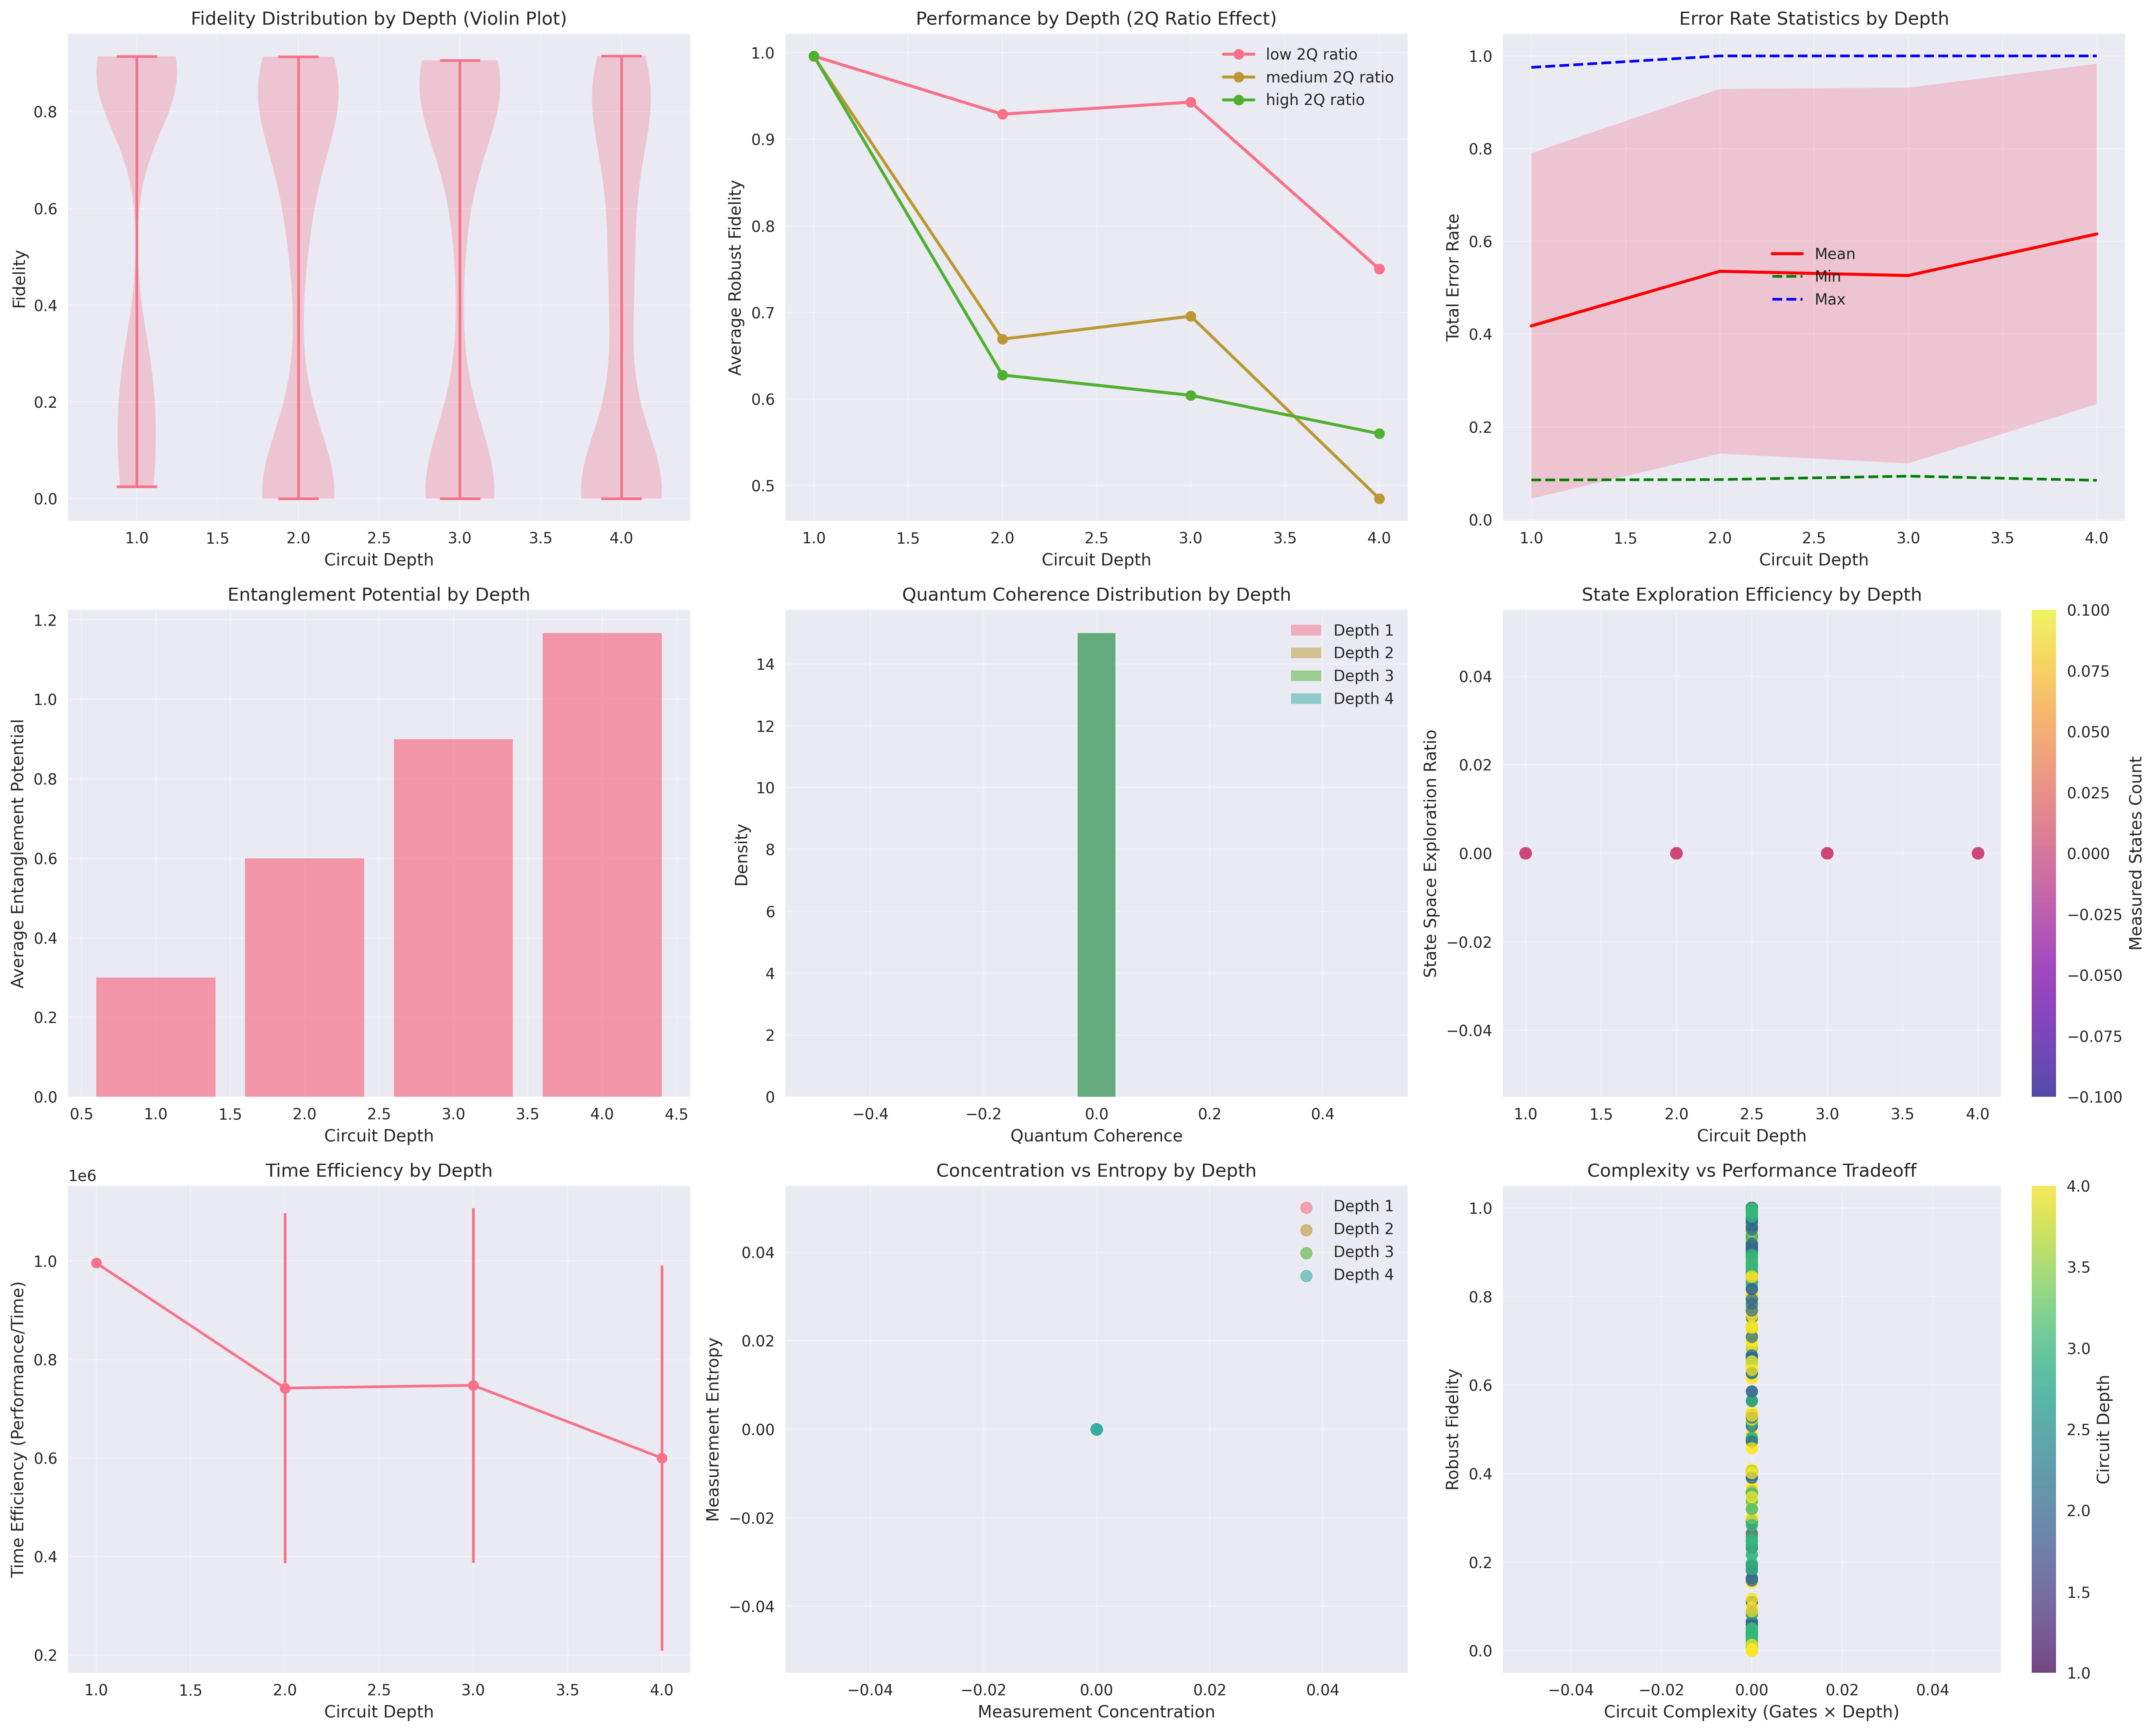 Fidelity Distribution by Depth (Violin Plot)
Fidelity
0.8
0.6
0.4
0.2
0.0
1.0 1.5 2.0 2.5 3.0 3.5 4.0
Circuit Depth
Performance by Depth (2Q Ratio Effect)
Average Robust Fidelity
1.0
0.9
0.8
0.7
0.6
0.5
low 2Q ratio
medium 2Q ratio
high 2Q ratio
1.0 1.5 2.0 2.5 3.0 3.5 4.0
Circuit Depth
Error Rate Statistics by Depth
Total Error Rate
1.0
0.8
0.6
0.4
0.2
0.0
Mean
Min
Max
1.0 1.5 2.0 2.5 3.0 3.5 4.0
Circuit Depth
Entanglement Potential by Depth
Average Entanglement Potential
1.2
1.0
0.8
0.6
0.4
0.2
0.0
0.5 1.0 1.5 2.0 2.5 3.0 3.5 4.0 4.5
Circuit Depth
Quantum Coherence Distribution by Depth
Density
14
12
10
8
6
4
2
0
Depth 1
Depth 2
Depth 3
Depth 4
−0.4 −0.2 0.0 0.2 0.4
Quantum Coherence
State Exploration Efficiency by Depth
State Space Exploration Ratio
0.04
0.02
0.00
−0.02
−0.04
1.0 1.5 2.0 2.5 3.0 3.5 4.0
Circuit Depth
0.100
0.075
0.050
0.025
0.000
−0.025
−0.050
−0.075
−0.100
Measured States Count
Time Efficiency by Depth
1e6
Time Efficiency (Performance/Time)
1.0
0.8
0.6
0.4
0.2
1.0 1.5 2.0 2.5 3.0 3.5 4.0
Circuit Depth
Concentration vs Entropy by Depth
Measurement Entropy
0.04
0.02
0.00
−0.02
−0.04
Depth 1
Depth 2
Depth 3
Depth 4
−0.04 −0.02 0.00 0.02 0.04
Measurement Concentration
Complexity vs Performance Tradeoff
Robust Fidelity
1.0
0.8
0.6
0.4
0.2
0.0
−0.04 −0.02 0.00 0.02 0.04
Circuit Complexity (Gates × Depth)
4.0
3.5
3.0
2.5
2.0
1.5
1.0
Circuit Depth